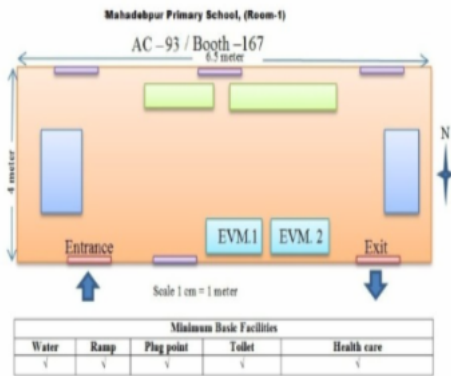 Mahadebpur Primary School, (Room-1)
AC -93 / Booth -167
6.5 meter
4 meter
N
EVM.1
EVM. 2
Entrance
Exit
Scale 1 cm = 1 meter
Minimum Basic Facilities
Water Ramp Plug point Toilet Health care
√ √ √ √ √